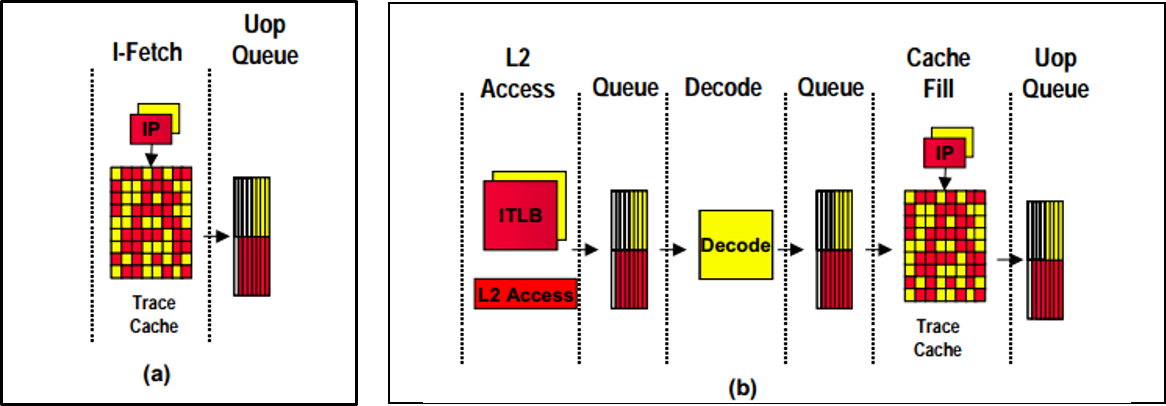 I-Fetch
Uop
Queue
IP
Trace
Cache
(a)
L2
Access
Queue
Decode
Queue
Cache
Fill
Uop
Queue
ITLB
L2 Access
Decode
IP
Trace
Cache
(b)